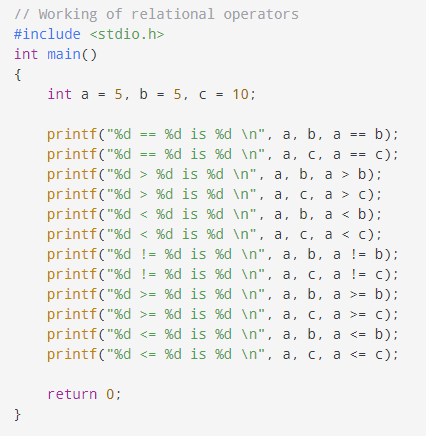 // Working of relational operators
#include <stdio.h>
int main()
{
    int a = 5, b = 5, c = 10;

    printf("%d == %d is %d \n", a, b, a == b);
    printf("%d == %d is %d \n", a, c, a == c);
    printf("%d > %d is %d \n", a, b, a > b);
    printf("%d > %d is %d \n", a, c, a > c);
    printf("%d < %d is %d \n", a, b, a < b);
    printf("%d < %d is %d \n", a, c, a < c);
    printf("%d != %d is %d \n", a, b, a != b);
    printf("%d != %d is %d \n", a, c, a != c);
    printf("%d >= %d is %d \n", a, b, a >= b);
    printf("%d >= %d is %d \n", a, c, a >= c);
    printf("%d <= %d is %d \n", a, b, a <= b);
    printf("%d <= %d is %d \n", a, c, a <= c);

    return 0;
}